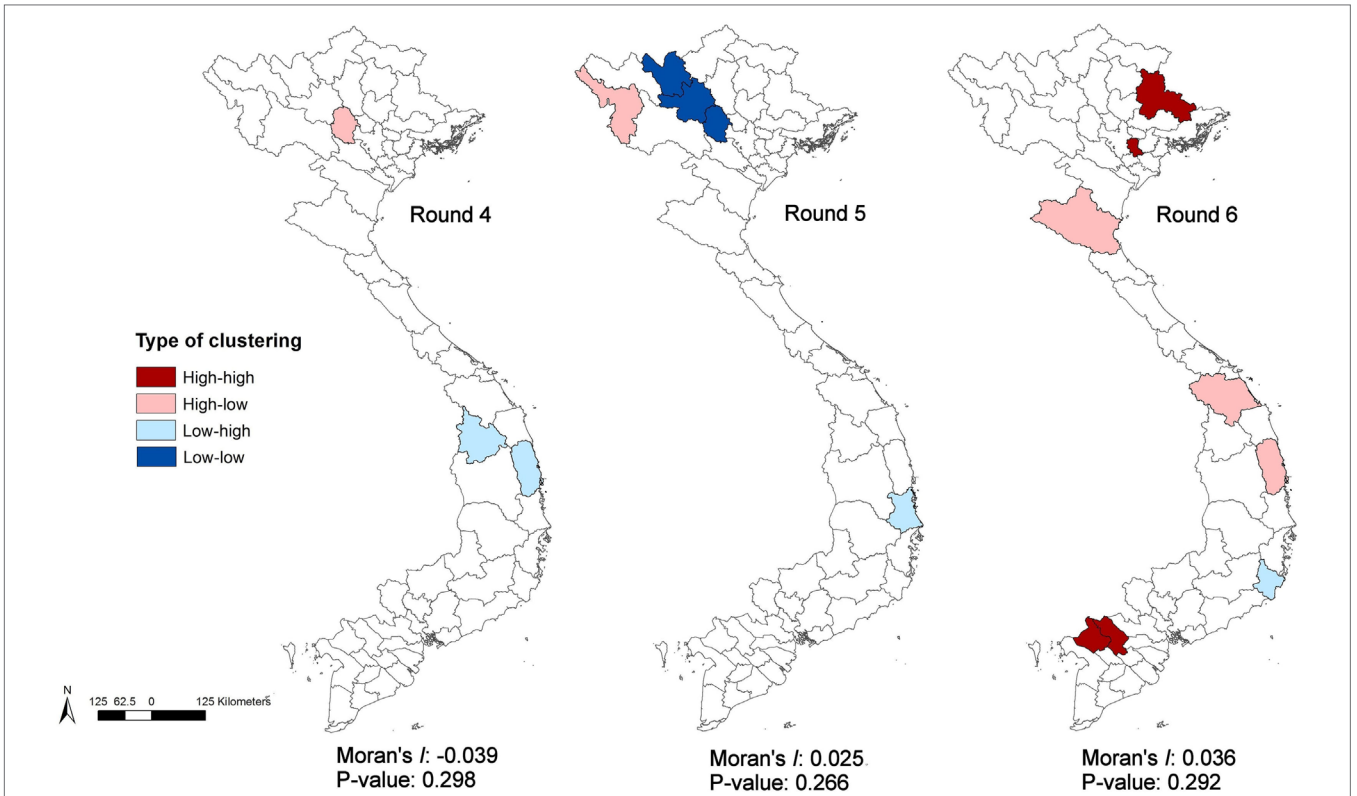 Round 4
Round 5
Round 6
Type of clustering
High-high
High-low
Low-high
Low-low
N
125 62.5 0 125 Kilometers
Moran's I: -0.039
P-value: 0.298
Moran's I: 0.025
P-value: 0.266
Moran's I: 0.036
P-value: 0.292